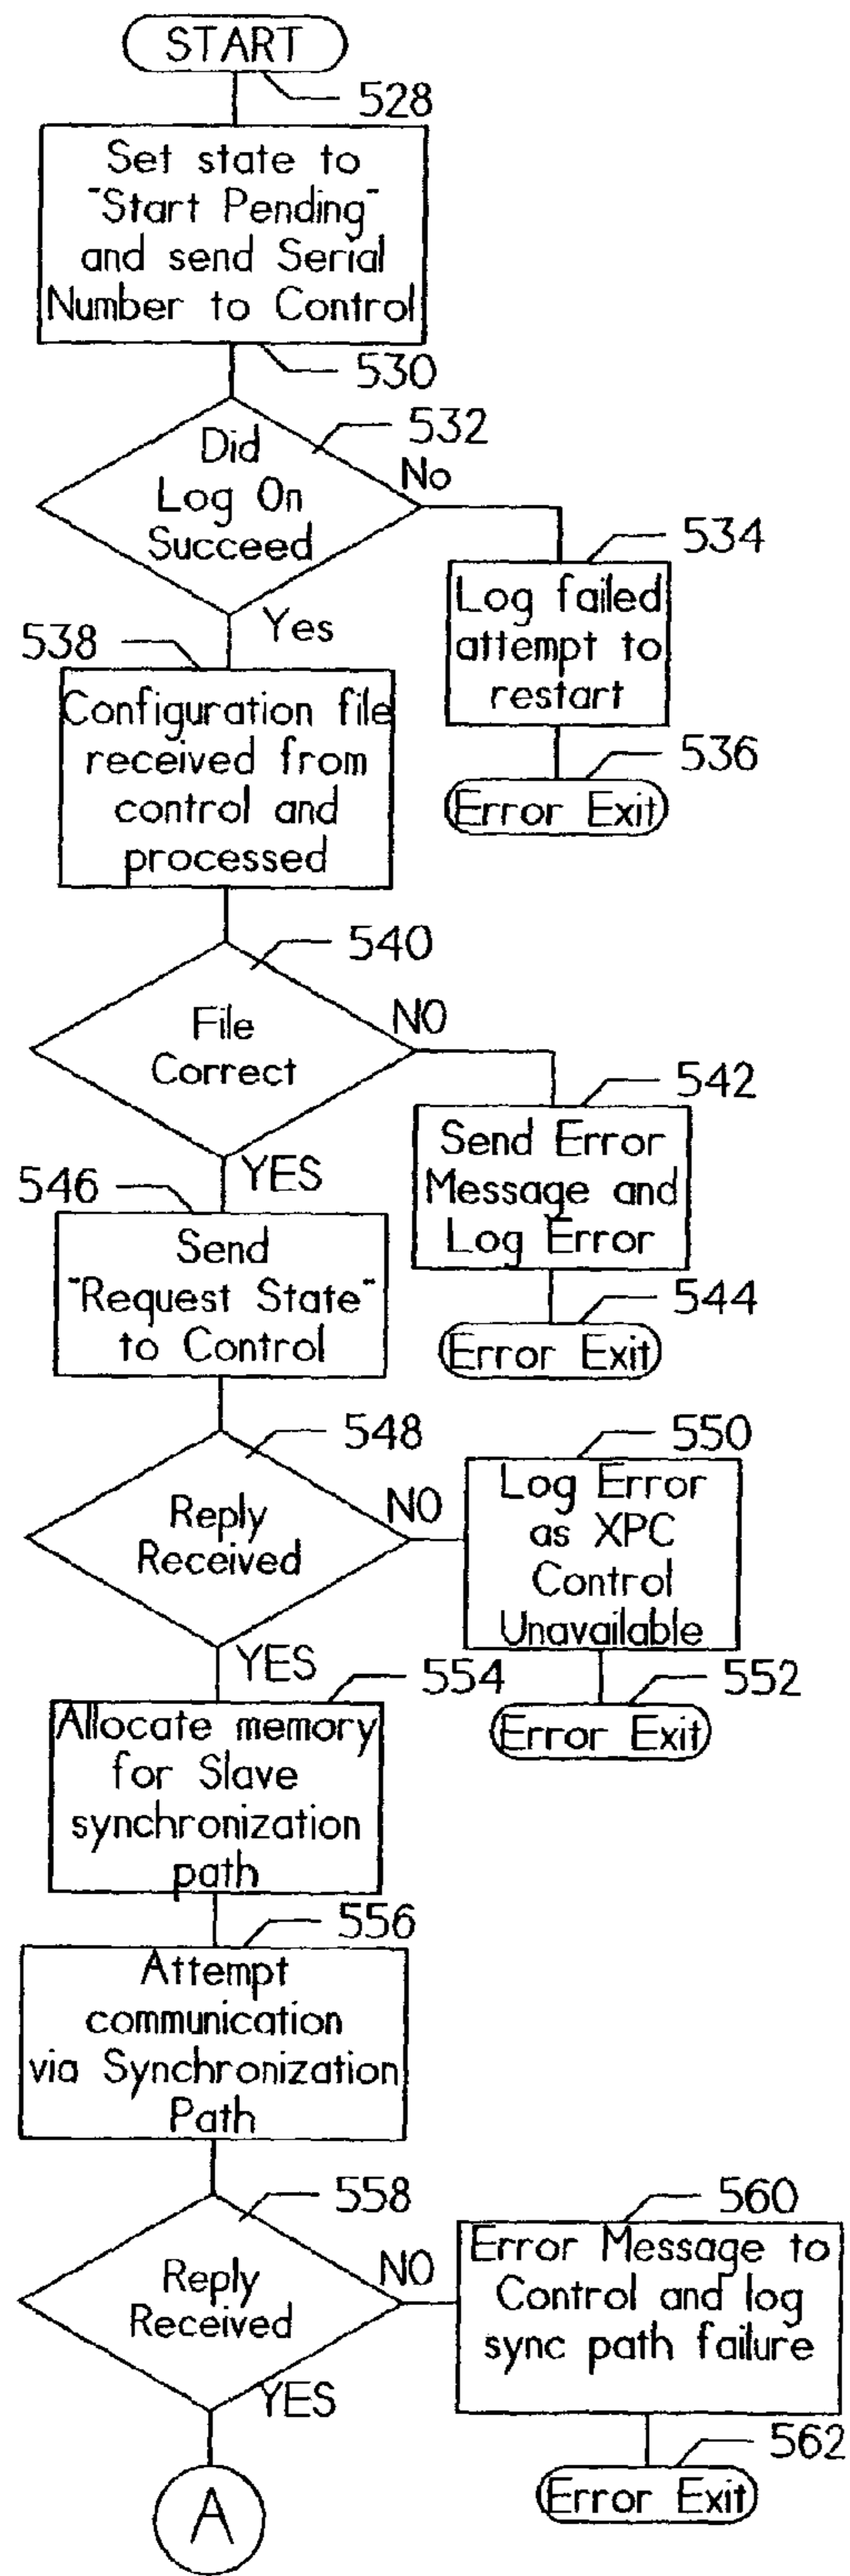 START
528
Set state to
"Start Pending"
and send Serial
Number to Control
530
532
Did
Log On
Succeed
No
534
Log failed
attempt to
restart
536
Error Exit
Yes
538
Configuration file
received from
control and
processed
540
File
Correct
NO
542
Send Error
Message and
Log Error
544
Error Exit
YES
546
Send
"Request State"
to Control
548
Reply
Received
NO
550
Log Error
as XPC
Control
Unavailable
552
Error Exit
YES
554
Allocate memory
for Slave
synchronization
path
556
Attempt
communication
via Synchronization
Path
558
Reply
Received
NO
560
Error Message to
Control and log
sync path failure
562
Error Exit
YES
A